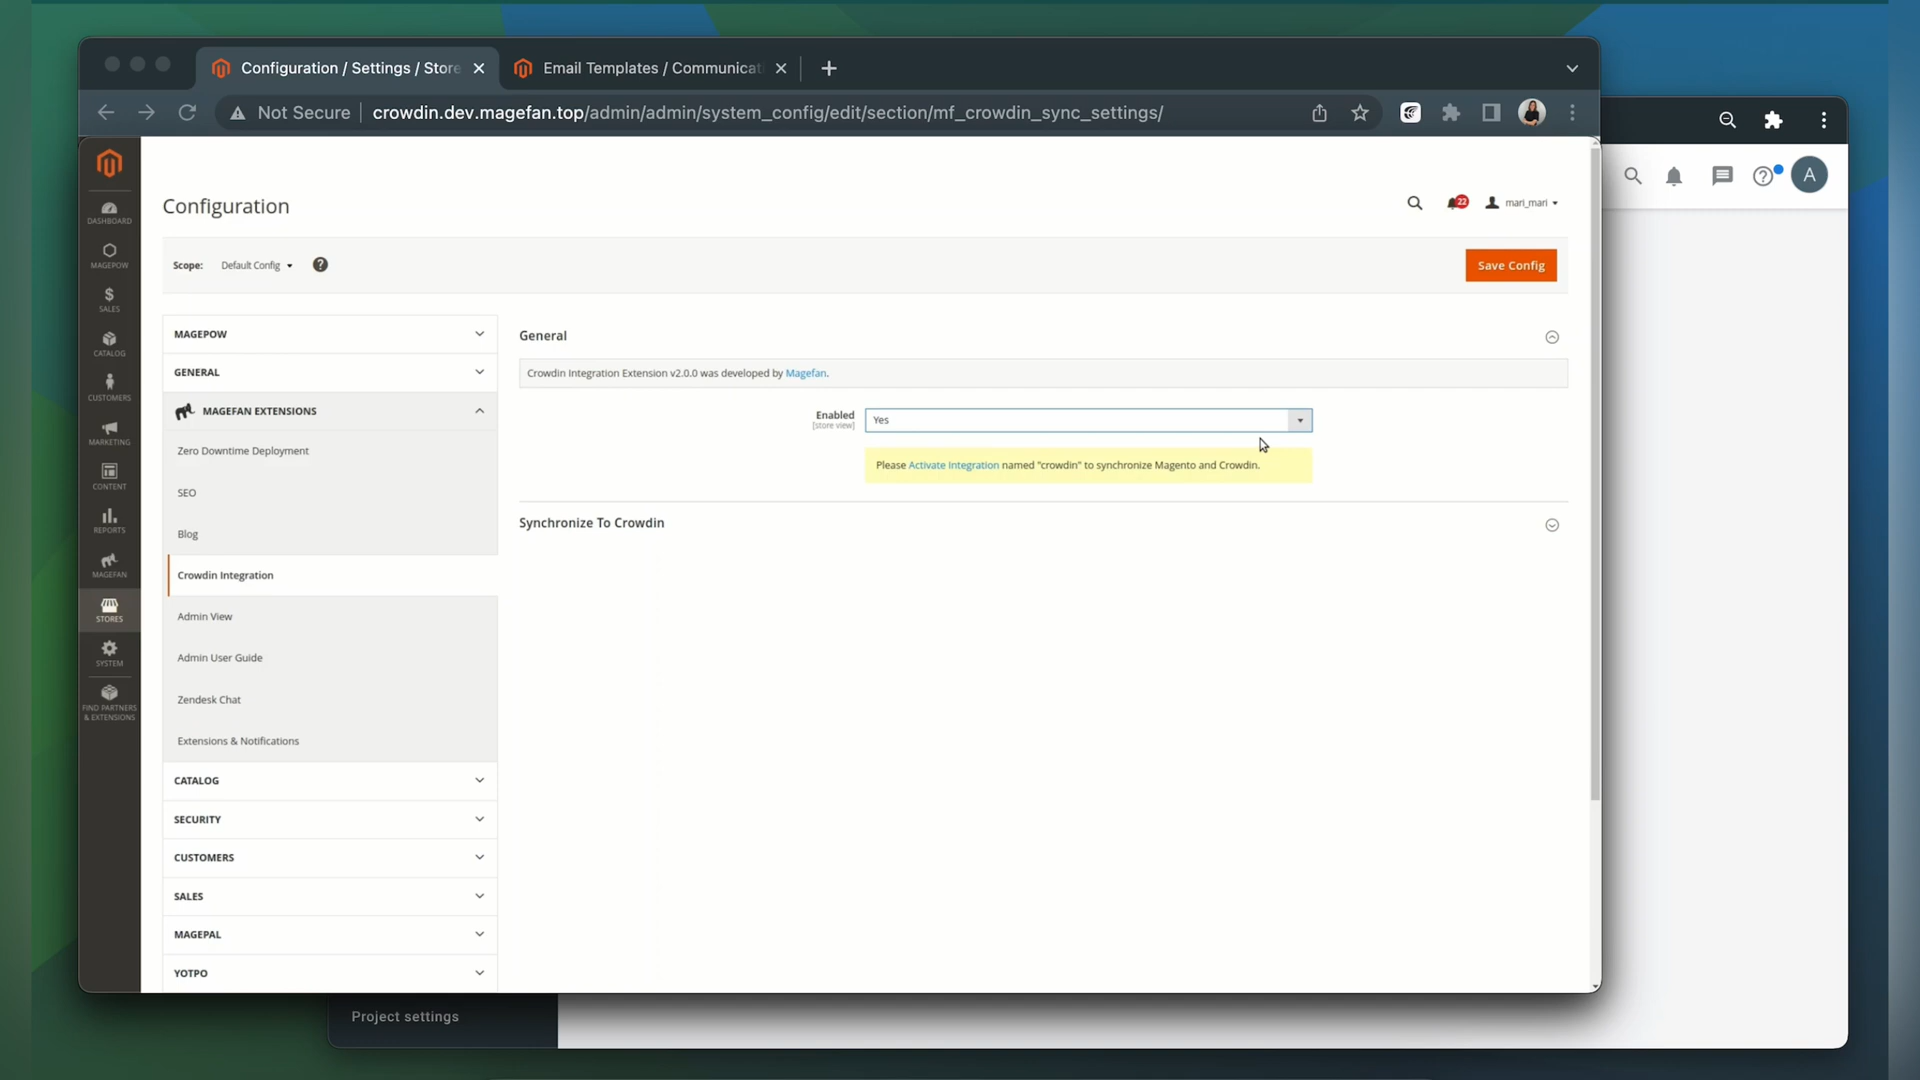 Configuration / Settings / Store
Email Templates / Communicat
Not Secure
crowdin.dev.magefan.top/admin/admin/system_config/edit/section/mf_crowdin_sync_settings/
A
DASHBOARD
MAGEPOW
SALES
CATALOG
CUSTOMERS
MARKETING
CONTENT
REPORTS
MAGEFAN
STORES
SYSTEM
FIND PARTNERS
& EXTENSIONS
Configuration
22
mari_mari
Scope:
Default Config
?
Save Config
MAGEPOW
GENERAL
MAGEFAN EXTENSIONS
Zero Downtime Deployment
SEO
Blog
Crowdin Integration
Admin View
Admin User Guide
Zendesk Chat
Extensions & Notifications
CATALOG
SECURITY
CUSTOMERS
SALES
MAGEPAL
YOTPO
General
Crowdin Integration Extension v2.0.0 was developed by Magefan.
Enabled
[store view]
Yes
Please Activate Integration named "crowdin" to synchronize Magento and Crowdin.
Synchronize To Crowdin
Project settings